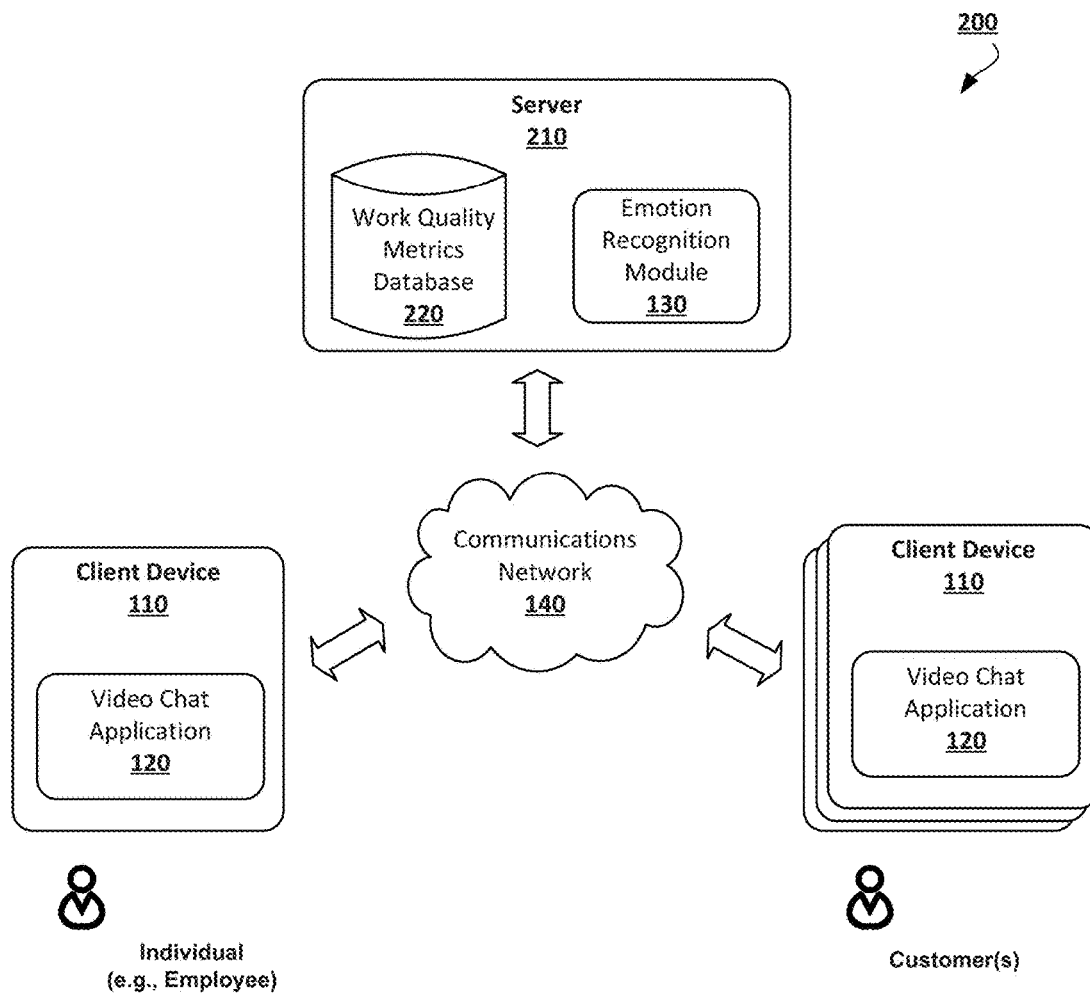 200
Server
210
Work Quality
Metrics
Database
220
Emotion
Recognition
Module
130
Communications
Network
140
Client Device
110
Video Chat
Application
120
Client Device
110
Video Chat
Application
120
Individual
(e.g., Employee)
Customer(s)